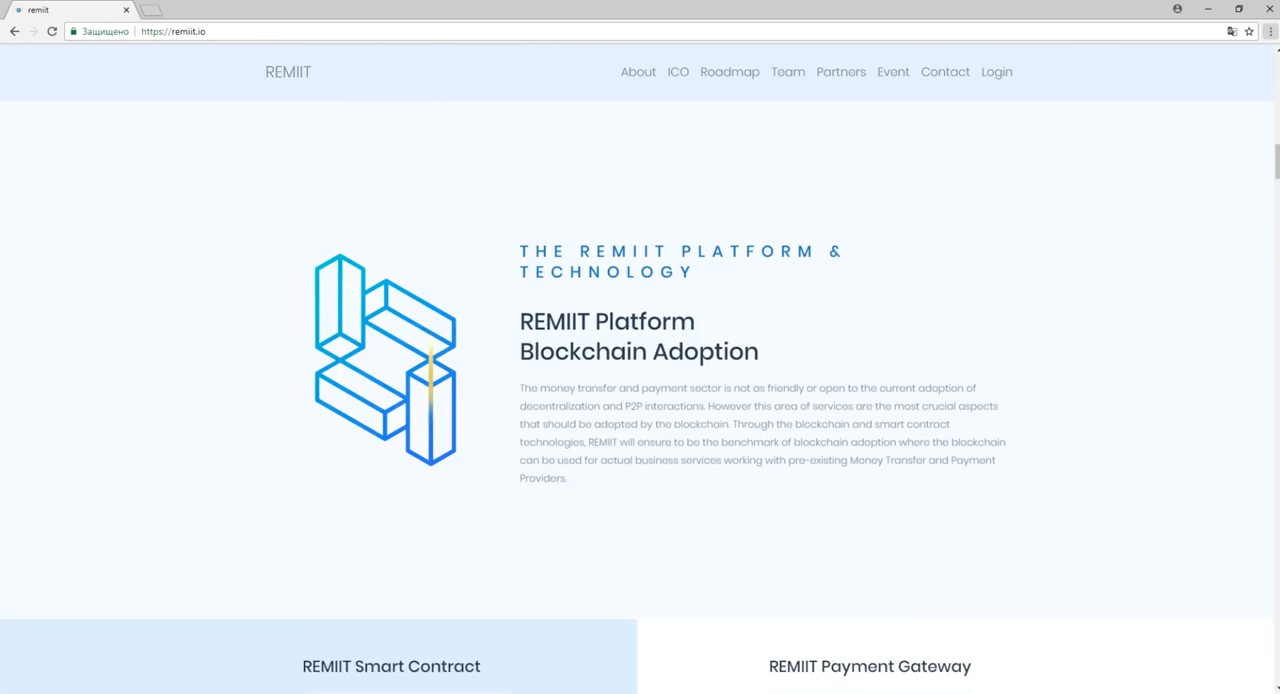 remiit
Защищено
https://remiit.io
REMIIT
About ICO Roadmap Team Partners Event Contact Login
THE REMIIT PLATFORM &
TECHNOLOGY
REMIIT Platform
Blockchain Adoption
The money transfer and payment sector is not as friendly or open to the current adoption of
decentralization and P2P interactions. However this area of services are the most crucial aspects
that should be adopted by the blockchain. Through the blockchain and smart contract
technologies, REMIIT will ensure to be the benchmark of blockchain adoption where the blockchain
can be used for actual business services working with pre-existing Money Transfer and Payment
Providers.
REMIIT Smart Contract
REMIIT Payment Gateway